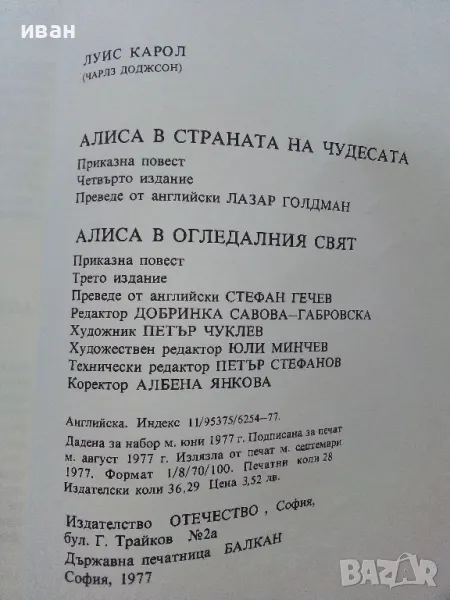 иван
ЛУИС КАРОЛ
(ЧАРЛЗ ДОДЖСОН)
АЛИСА В СТРАНАТА НА ЧУДЕСАТА
Приказна повест
Четвърто издание
Преведе от английски ЛАЗАР ГОЛДМАН
АЛИСА В ОГЛЕДАЛНИЯ СВЯТ
Приказна повест
Трето издание
Преведе от английски СТЕФАН ГЕЧЕВ
Редактор ДОБРИНКА САВОВА–ГАБРОВСКА
Художник ПЕТЪР ЧУКЛЕВ
Художествен редактор ЮЛИ МИНЧЕВ
Технически редактор ПЕТЪР СТЕФАНОВ
Коректор АЛБЕНА ЯНКОВА
Английска. Индекс 11/95375/6254–77.
Дадена за набор м. юни 1977 г. Подписана за печат
м. август 1977 г. Излязла от печат м. септември
1977. Формат 1/8/70/100. Печатни коли 28
Издателски коли 36,29 Цена 3,52 лв.
Издателство ОТЕЧЕСТВО , София,
бул. Г. Трайков №2а
Държавна печатница БАЛКАН
София, 1977
BAZAR
bg